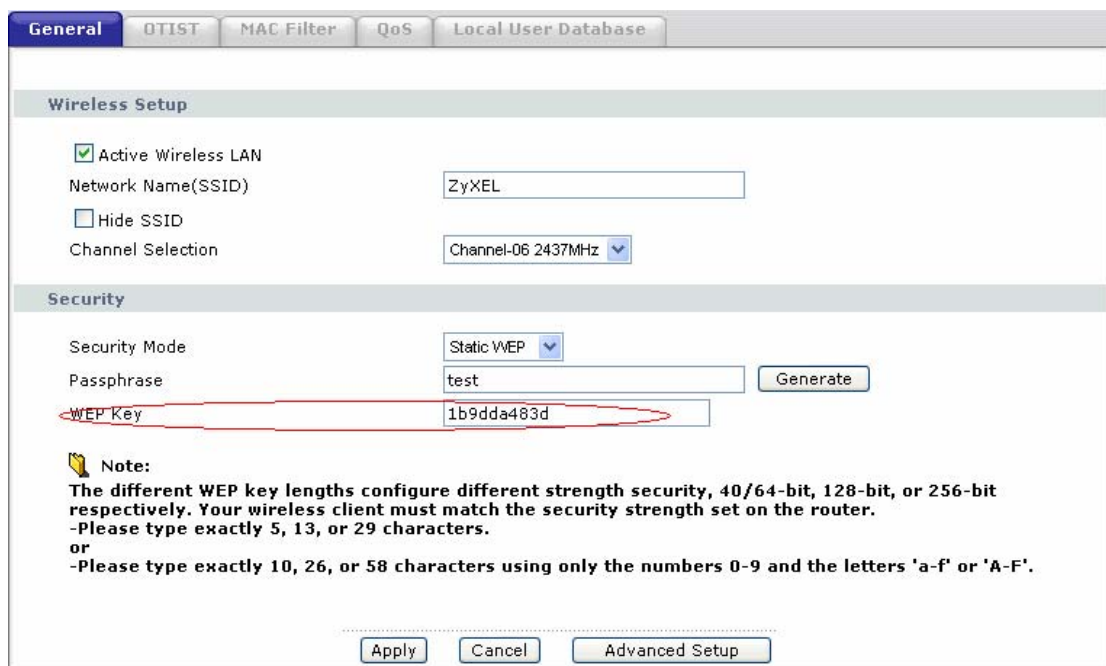 General OTIST MAC Filter QoS Local User Database
Wireless Setup
Active Wireless LAN
Network Name(SSID) ZyXEL
Hide SSID
Channel Selection Channel-06 2437MHz
Security
Security Mode Static WEP
Passphrase test Generate
WEP Key 1b9dda483d
Note:
The different WEP key lengths configure different strength security, 40/64-bit, 128-bit, or 256-bit
respectively. Your wireless client must match the security strength set on the router.
-Please type exactly 5, 13, or 29 characters.
or
-Please type exactly 10, 26, or 58 characters using only the numbers 0-9 and the letters 'a-f' or 'A-F'.
Apply Cancel Advanced Setup